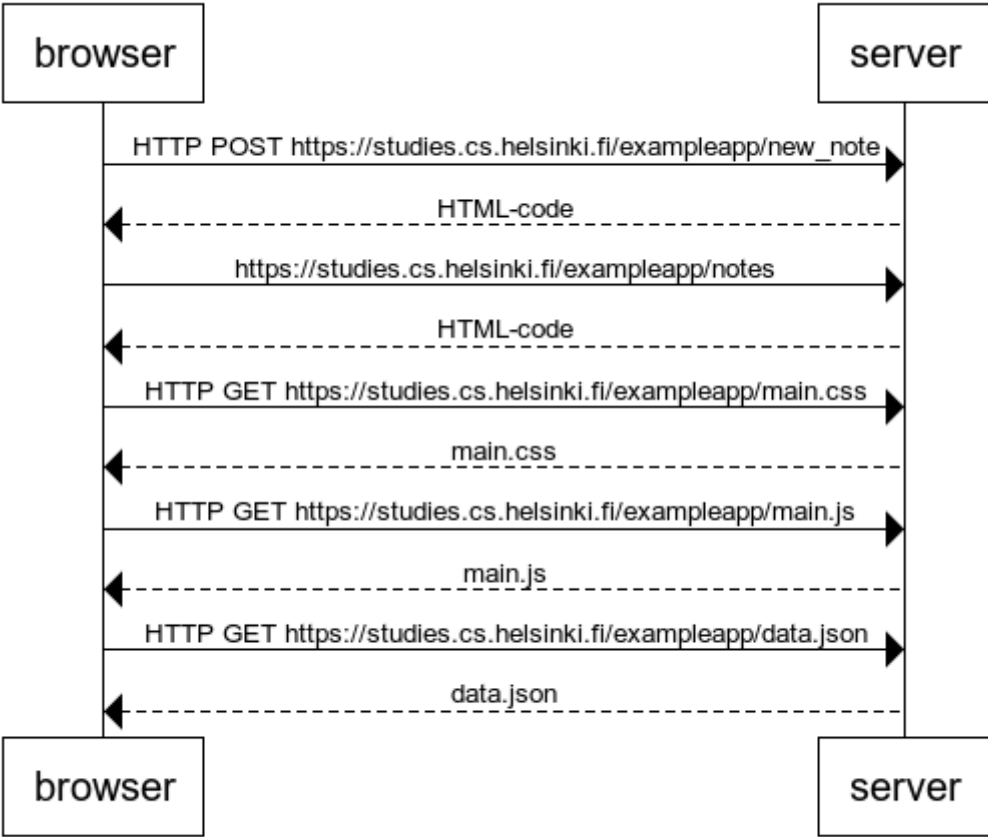 browser
server
HTTP POST https://studies.cs.helsinki.fi/exampleapp/new_note
HTML-code
https://studies.cs.helsinki.fi/exampleapp/notes
HTML-code
HTTP GET https://studies.cs.helsinki.fi/exampleapp/main.css
main.css
HTTP GET https://studies.cs.helsinki.fi/exampleapp/main.js
main.js
HTTP GET https://studies.cs.helsinki.fi/exampleapp/data.json
data.json
browser
server